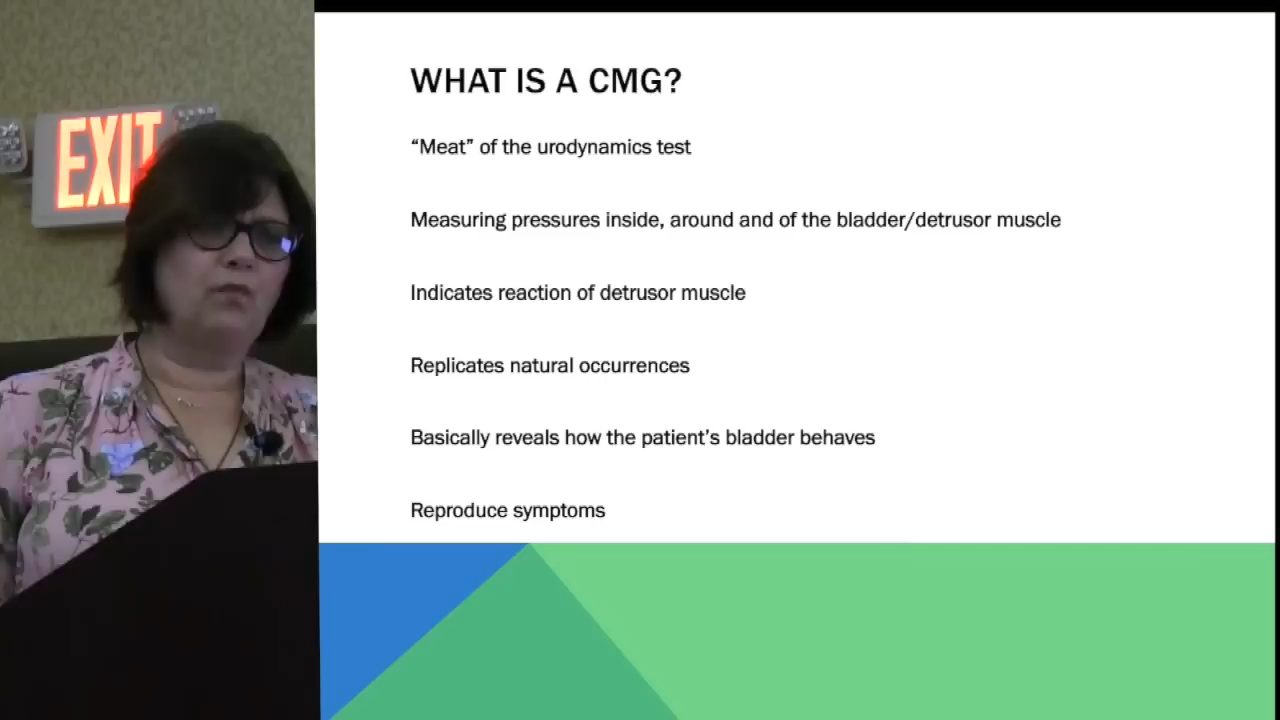 EXIT
WHAT IS A CMG?
“Meat” of the urodynamics test
Measuring pressures inside, around and of the bladder/detrusor muscle
Indicates reaction of detrusor muscle
Replicates natural occurrences
Basically reveals how the patient’s bladder behaves
Reproduce symptoms